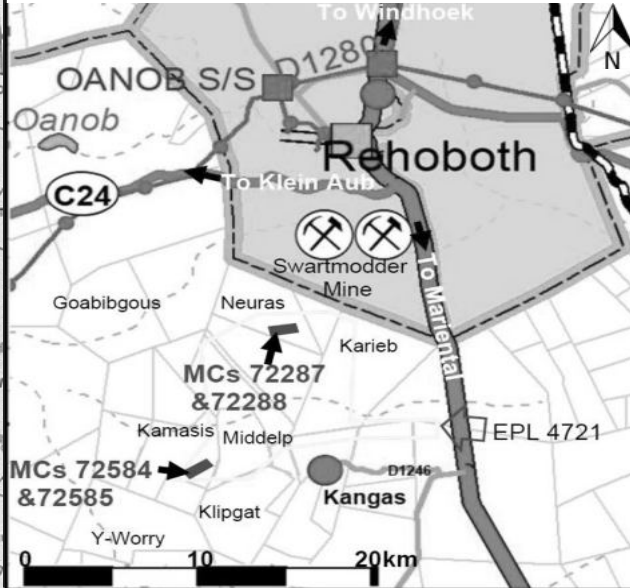 To Windhoek
N
D1280
OANOB S/S
Oanob
Rehoboth
To Klein Aub
C24
Swartmodder
Mine
To Mariental
Goabibgous
Neuras
Karieb
MCs 72287
&72288
Kamasis
Middelp
EPL 4721
MCs 72584
&72585
D1246
Kangas
Klipgat
Y-Worry
0 10 20km